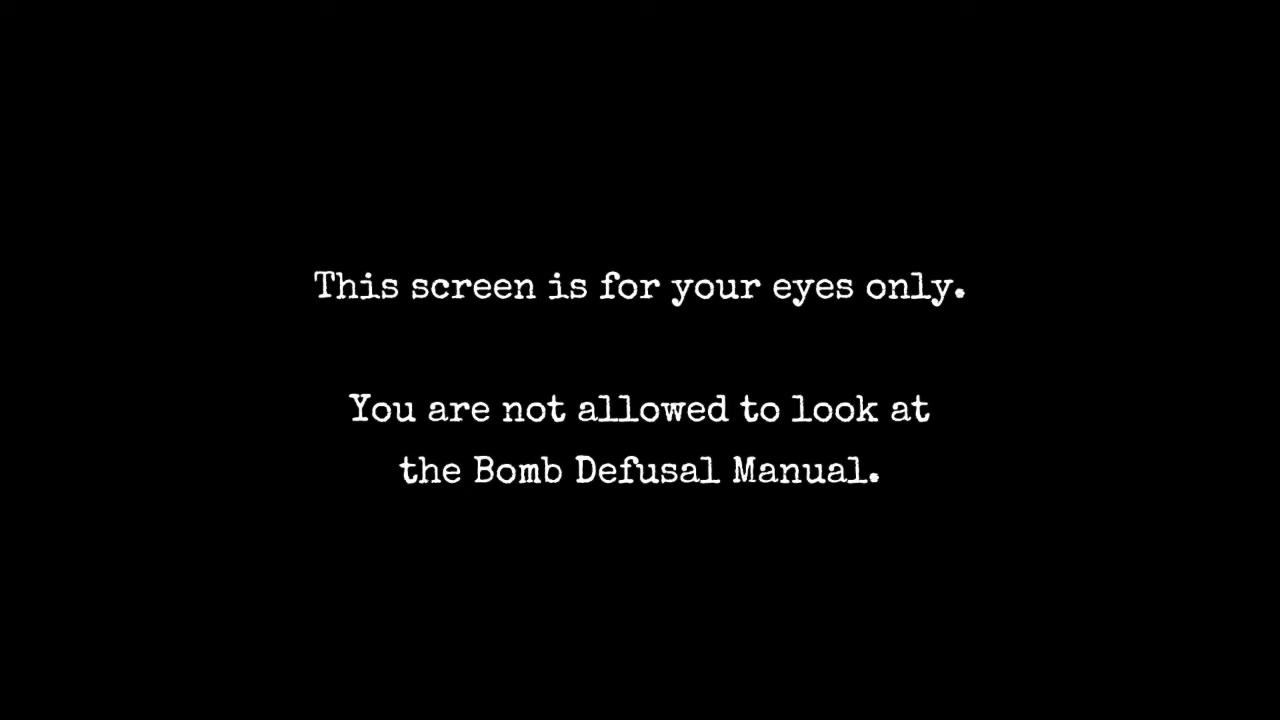 This screen is for your eyes only.
You are not allowed to look at
the Bomb Defusal Manual.